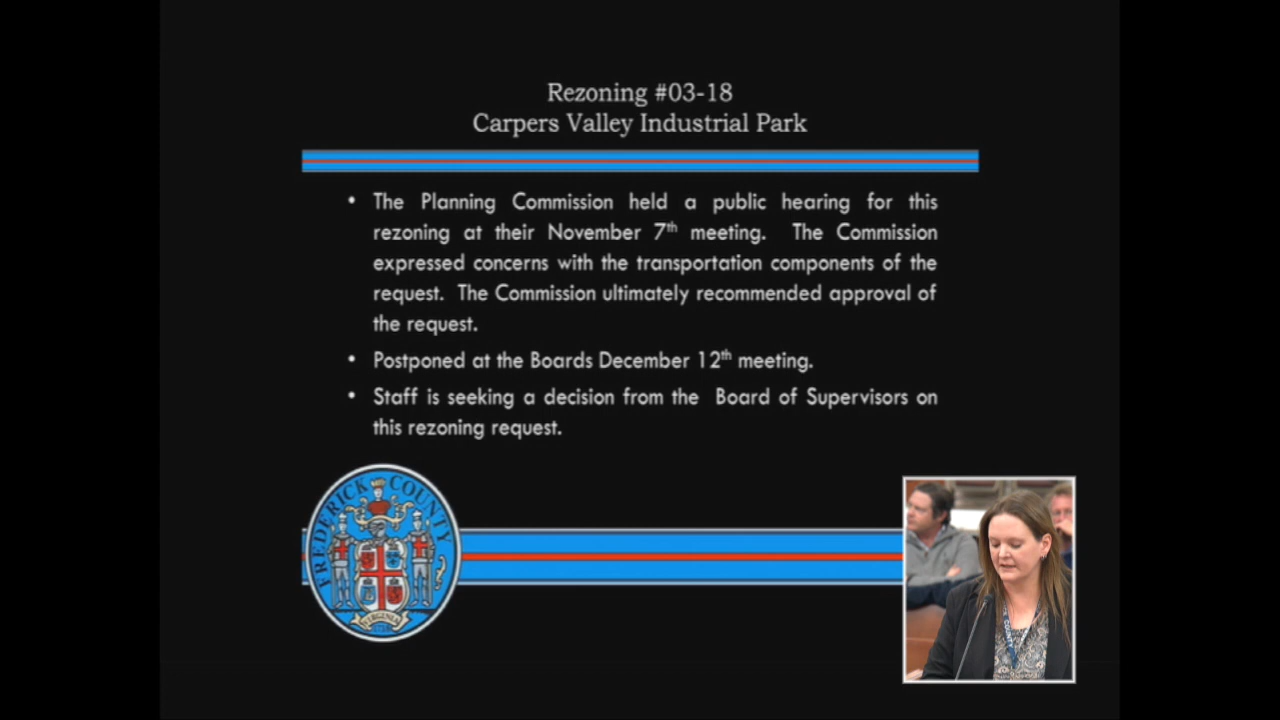 Rezoning #03-18
Carpers Valley Industrial Park
• The Planning Commission held a public hearing for this
rezoning at their November 7th meeting. The Commission
expressed concerns with the transportation components of the
request. The Commission ultimately recommended approval of
the request.
• Postponed at the Boards December 12th meeting.
• Staff is seeking a decision from the Board of Supervisors on
this rezoning request.
FREDERICK COUNTY
VIRGINIA